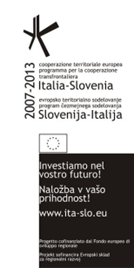 2007-2013
cooperazione territoriale europea
programma per la cooperazione
transfrontaliera
Italia-Slovenia
evropsko teritorialno sodelovanje
program čezmejnega sodelovanja
Slovenija-Italija
Investiamo nel
vostro futuro!
Naložba v vašo
prihodnost!
www.ita-slo.eu
Progetto cofinanziato dal Fondo europeo di
sviluppo regionale
Projekt sofinancira Evropski sklad
za regionalni razvoj